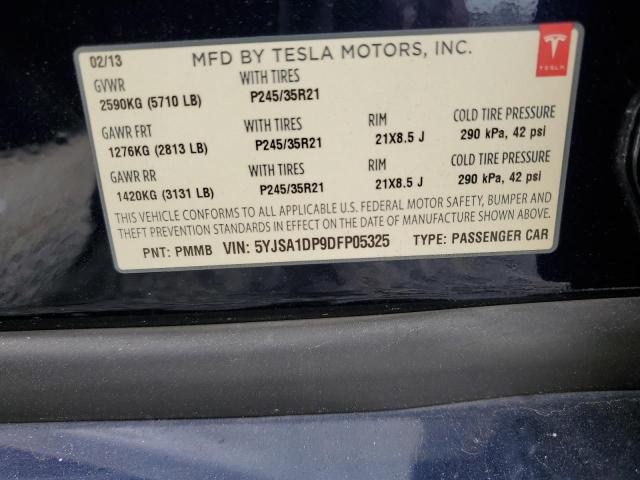 02/13 MFD BY TESLA MOTORS, INC.
TESLA
GVWR WITH TIRES
2590KG (5710 LB) P245/35R21
GAWR FRT WITH TIRES RIM COLD TIRE PRESSURE
1276KG (2813 LB) P245/35R21 21X8.5 J 290 kPa, 42 psi
GAWR RR WITH TIRES RIM COLD TIRE PRESSURE
1420KG (3131 LB) P245/35R21 21X8.5 J 290 kPa, 42 psi
THIS VEHICLE CONFORMS TO ALL APPLICABLE U.S. FEDERAL MOTOR SAFETY, BUMPER AND
THEFT PREVENTION STANDARDS IN EFFECT ON THE DATE OF MANUFACTURE SHOWN ABOVE.
PNT: PMMB VIN: 5YJSA1DP9DFP05325 TYPE: PASSENGER CAR